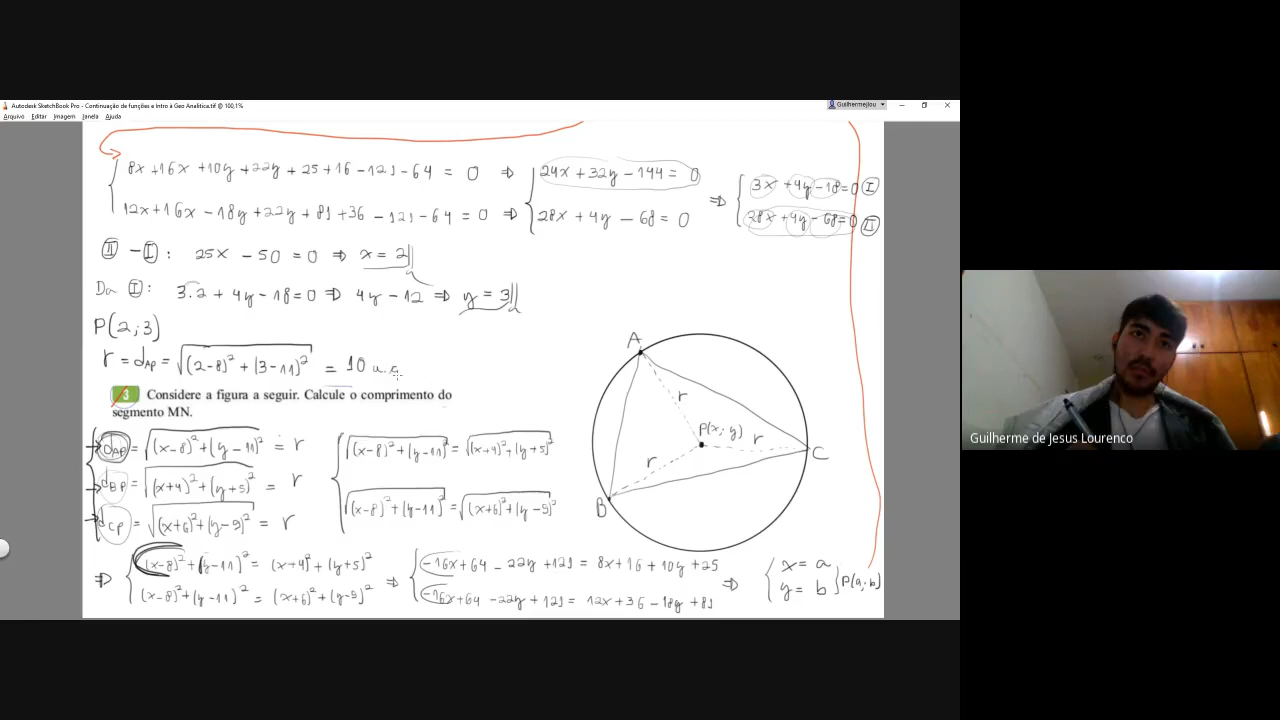 Autodesk SketchBook Pro - Continuação de funções e Intro à Geo Analítica.tif @ 100,1%
GuilhermeJlou
Arquivo Editar Imagem Janela Ajuda
8x+16x+10y+22y+25+16-121-64 = 0 ⇒ 24x+32y-144=0 ⇒ 3x+4y-18=0 I
12x+16x-18y+22y+81+36-121-64=0 ⇒ 28x+4y-68=0 28x+4y-68=0 II
II - I: 25x-50=0 ⇒ x=2
Da I: 3.2+4y-18=0 ⇒ 4y-12 ⇒ y=3
P(2;3)
r = dAP = √(2-8)²+(3-11)² = 10 u.c
3 Considere a figura a seguir. Calcule o comprimento do
segmento MN.
dAP = √(x-8)²+(y-11)² = r √(x-8)²+(y-11)² = √(x+4)²+(y+5)²
dBP = √(x+4)²+(y+5)² = r
dCP = √(x+6)²+(y-9)² = r √(x-8)²+(y-11)² = √(x+6)²+(y-9)²
⇒ (x-8)²+(y-11)² = (x+4)²+(y+5)² ⇒ -16x+64-22y+121 = 8x+16+10y+25 ⇒ x=a
(x-8)²+(y-11)² = (x+6)²+(y-9)² -16x+64-22y+121 = 12x+36-18y+81 y=b P(a;b)
A
r
P(x;y)
r
C
r
B
Guilherme de Jesus Lourenco